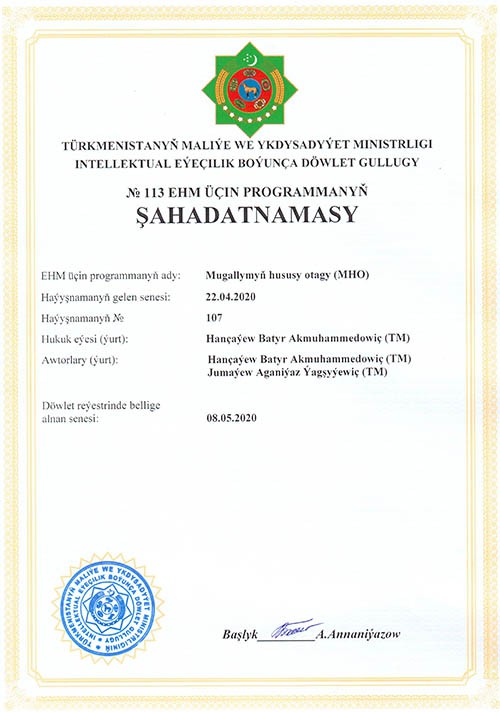 TÜRKMENISTANYŇ MALIÝE WE YKDYSADYÝET MINISTRLIGI
INTELLEKTUAL EÝEÇILIK BOÝUNÇA DÖWLET GULLUGY
№ 113 EHM ÜÇIN PROGRAMMANYŇ
ŞAHADATNAMASY
EHM üçin programmanyň ady: Mugallymyň hususy otagy (MHO)
Haýyşnamanyň gelen senesi: 22.04.2020
Haýyşnamanyň № 107
Hukuk eýesi (ýurt): Hançaýew Batyr Akmuhammedowiç (TM)
Awtorlary (ýurt): Hançaýew Batyr Akmuhammedowiç (TM)
Jumaýew Aganiýaz Ýagşyýewiç (TM)
Döwlet reýestrinde bellige
alnan senesi: 08.05.2020
TÜRKMENISTANYŇ MALIÝE WE YKDYSADYÝET MINISTRLIGINIŇ
INTELLEKTUAL EÝEÇILIK BOÝUNÇA DÖWLET GULLUGY
Başlyk A.Annaniýazow